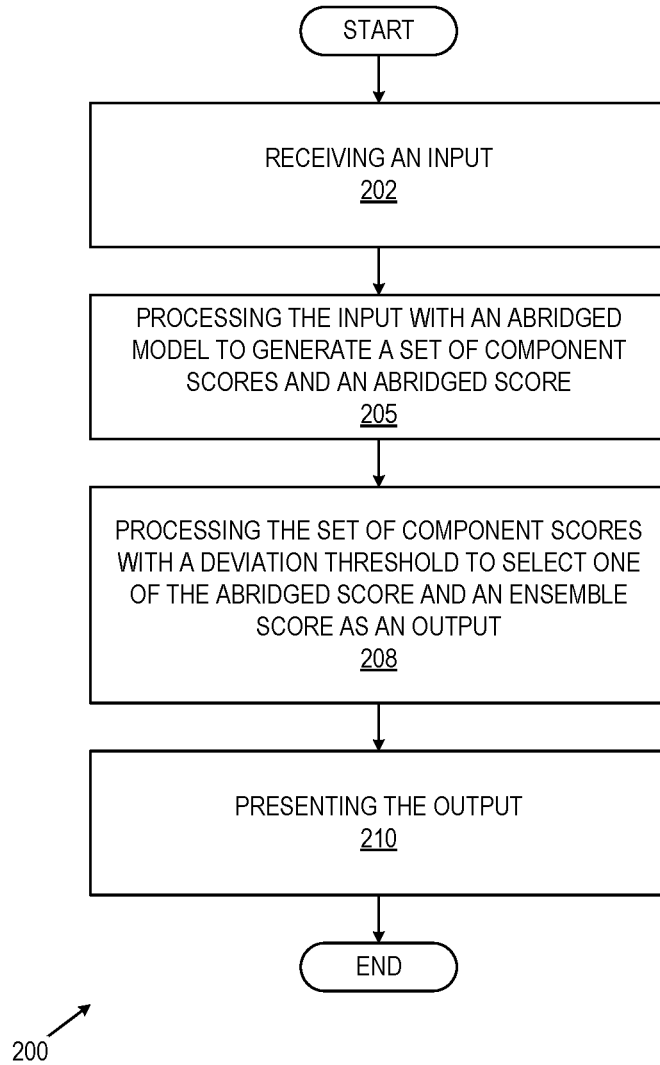 START
RECEIVING AN INPUT
202
PROCESSING THE INPUT WITH AN ABRIDGED
MODEL TO GENERATE A SET OF COMPONENT
SCORES AND AN ABRIDGED SCORE
205
PROCESSING THE SET OF COMPONENT SCORES
WITH A DEVIATION THRESHOLD TO SELECT ONE
OF THE ABRIDGED SCORE AND AN ENSEMBLE
SCORE AS AN OUTPUT
208
PRESENTING THE OUTPUT
210
END
200